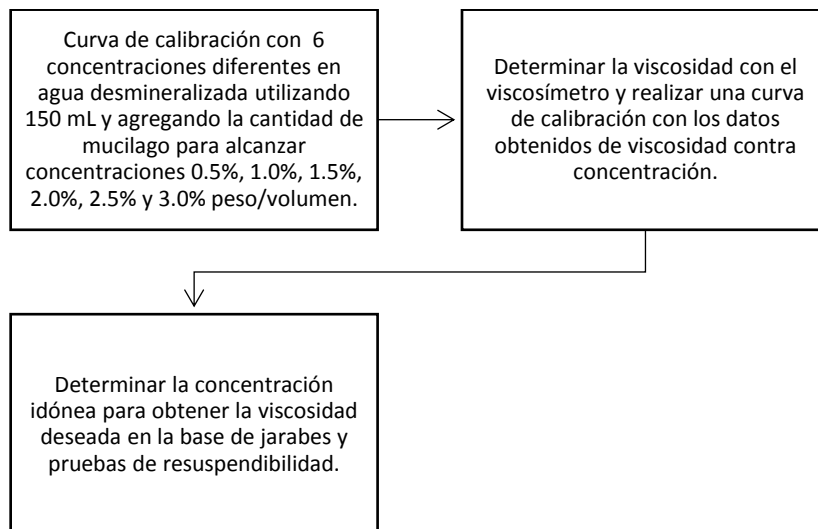 Curva de calibración con 6
concentraciones diferentes en
agua desmineralizada utilizando
150 mL y agregando la cantidad de
mucilago para alcanzar
concentraciones 0.5%, 1.0%, 1.5%,
2.0%, 2.5% y 3.0% peso/volumen.
Determinar la viscosidad con el
viscosímetro y realizar una curva
de calibración con los datos
obtenidos de viscosidad contra
concentración.
Determinar la concentración
idónea para obtener la viscosidad
deseada en la base de jarabes y
pruebas de resuspendibilidad.